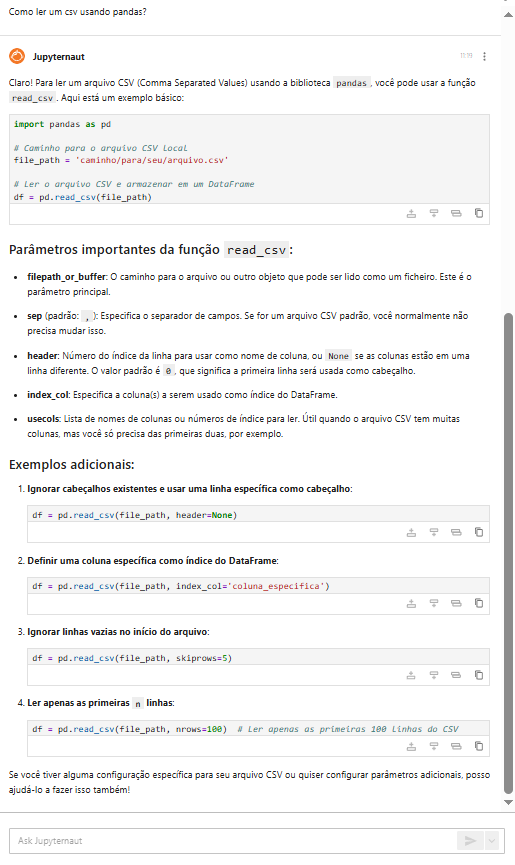 Como ler um csv usando pandas?
Jupyternaut
11:19
Claro! Para ler um arquivo CSV (Comma Separated Values) usando a biblioteca pandas, você pode usar a função
read_csv. Aqui está um exemplo básico:
import pandas as pd
# Caminho para o arquivo CSV local
file_path = 'caminho/para/seu/arquivo.csv'
# Ler o arquivo CSV e armazenar em um DataFrame
df = pd.read_csv(file_path)
Parâmetros importantes da função read_csv:
• filepath_or_buffer: O caminho para o arquivo ou outro objeto que pode ser lido como um ficheiro. Este é o
parâmetro principal.
• sep (padrão: ,): Especifica o separador de campos. Se for um arquivo CSV padrão, você normalmente não
precisa mudar isso.
• header: Número do índice da linha para usar como nome de coluna, ou None se as colunas estão em uma
linha diferente. O valor padrão é 0, que significa a primeira linha será usada como cabeçalho.
• index_col: Especifica a coluna(s) a serem usado como índice do DataFrame.
• usecols: Lista de nomes de colunas ou números de índice para ler. Útil quando o arquivo CSV tem muitas
colunas, mas você só precisa das primeiras duas, por exemplo.
Exemplos adicionais:
1. Ignorar cabeçalhos existentes e usar uma linha específica como cabeçalho:
df = pd.read_csv(file_path, header=None)
2. Definir uma coluna específica como índice do DataFrame:
df = pd.read_csv(file_path, index_col='coluna_especifica')
3. Ignorar linhas vazias no início do arquivo:
df = pd.read_csv(file_path, skiprows=5)
4. Ler apenas as primeiras n linhas:
df = pd.read_csv(file_path, nrows=100)  # Ler apenas as primeiras 100 linhas do CSV
Se você tiver alguma configuração específica para seu arquivo CSV ou quiser configurar parâmetros adicionais, posso
ajudá-lo a fazer isso também!
Ask Jupyternaut